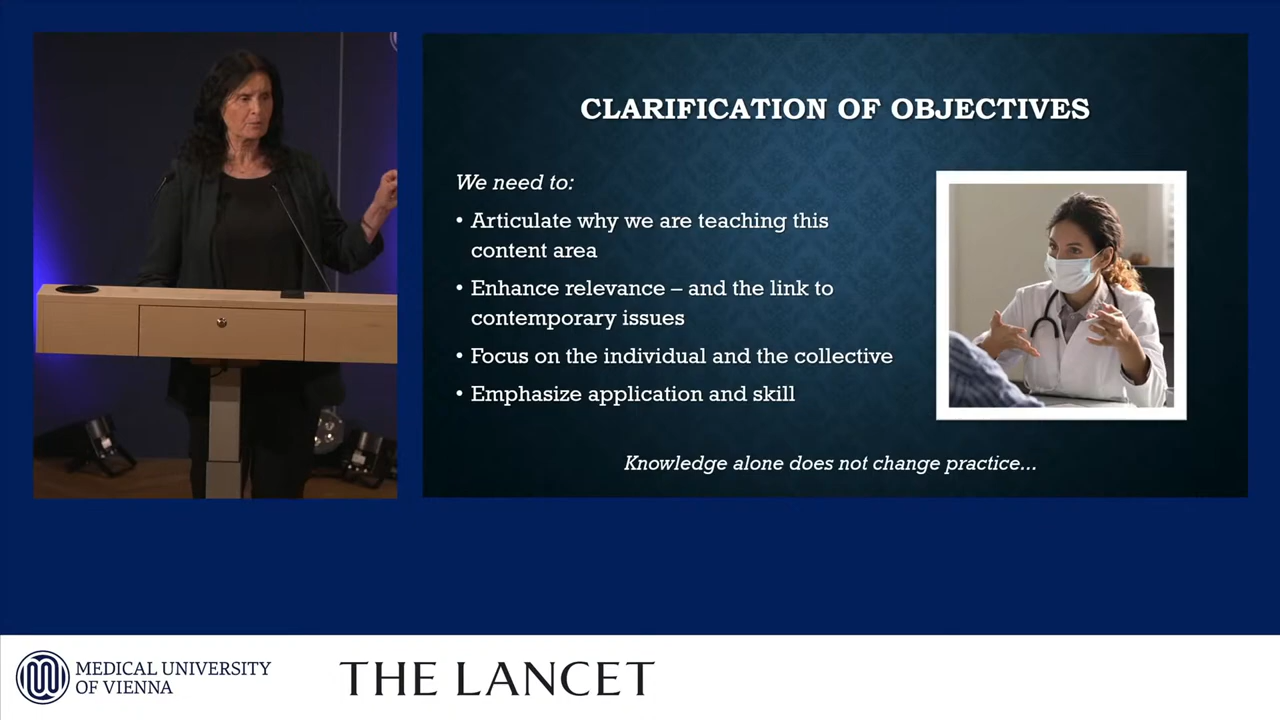 CLARIFICATION OF OBJECTIVES
We need to:
• Articulate why we are teaching this
content area
• Enhance relevance – and the link to
contemporary issues
• Focus on the individual and the collective
• Emphasize application and skill
Knowledge alone does not change practice...
MEDICAL UNIVERSITY
OF VIENNA
THE LANCET